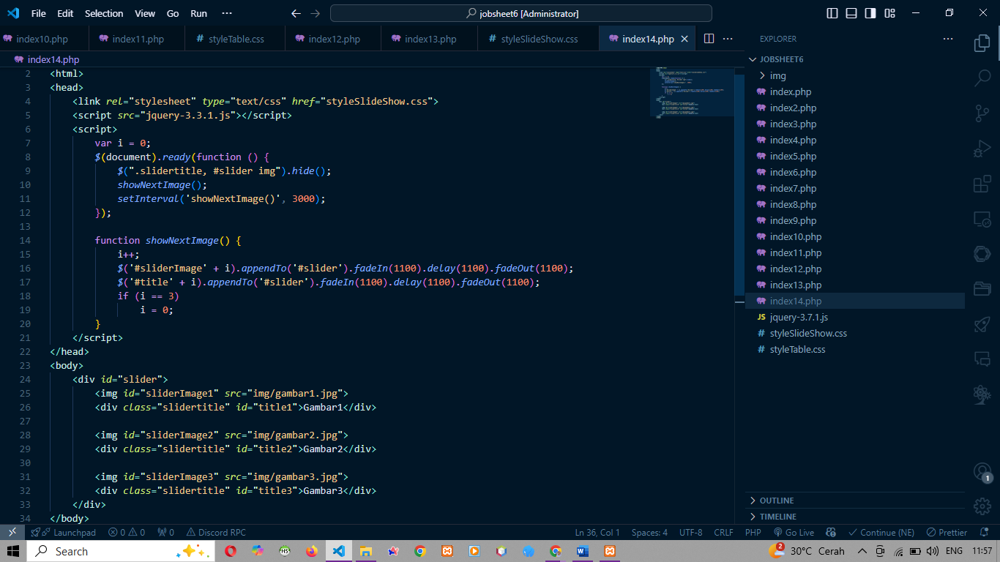 File Edit Selection View Go Run ··· jobsheet6 [Administrator]
index10.php index11.php styleTable.css index12.php index13.php styleSlideShow.css index14.php
index14.php
2 <html>
3 <head>
4 <link rel="stylesheet" type="text/css" href="styleSlideShow.css">
5 <script src="jquery-3.3.1.js"></script>
6 <script>
7 var i = 0;
8 $(document).ready(function () {
9 $(".slidertitle, #slider img").hide();
10 showNextImage();
11 setInterval('showNextImage()', 3000);
12 });
13
14 function showNextImage() {
15 i++;
16 $('#sliderImage' + i).appendTo('#slider').fadeIn(1100).delay(1100).fadeOut(1100);
17 $('#title' + i).appendTo('#slider').fadeIn(1100).delay(1100).fadeOut(1100);
18 if (i == 3)
19 i = 0;
20 }
21 </script>
22 </head>
23 <body>
24 <div id="slider">
25 <img id="sliderImage1" src="img/gambar1.jpg">
26 <div class="slidertitle" id="title1">Gambar1</div>
27
28 <img id="sliderImage2" src="img/gambar2.jpg">
29 <div class="slidertitle" id="title2">Gambar2</div>
30
31 <img id="sliderImage3" src="img/gambar3.jpg">
32 <div class="slidertitle" id="title3">Gambar3</div>
33 </div>
34 </body>
EXPLORER
JOBSHEET6
img
index.php
index2.php
index3.php
index4.php
index5.php
index6.php
index7.php
index8.php
index9.php
index10.php
index11.php
index12.php
index13.php
index14.php
JS jquery-3.7.1.js
# styleSlideShow.css
# styleTable.css
OUTLINE
TIMELINE
1
Launchpad 0 0 0 Discord RPC Ln 36, Col 1 Spaces: 4 UTF-8 CRLF PHP Go Live Continue (NE) Prettier
Search HS 2 30°C Cerah ENG 11:57